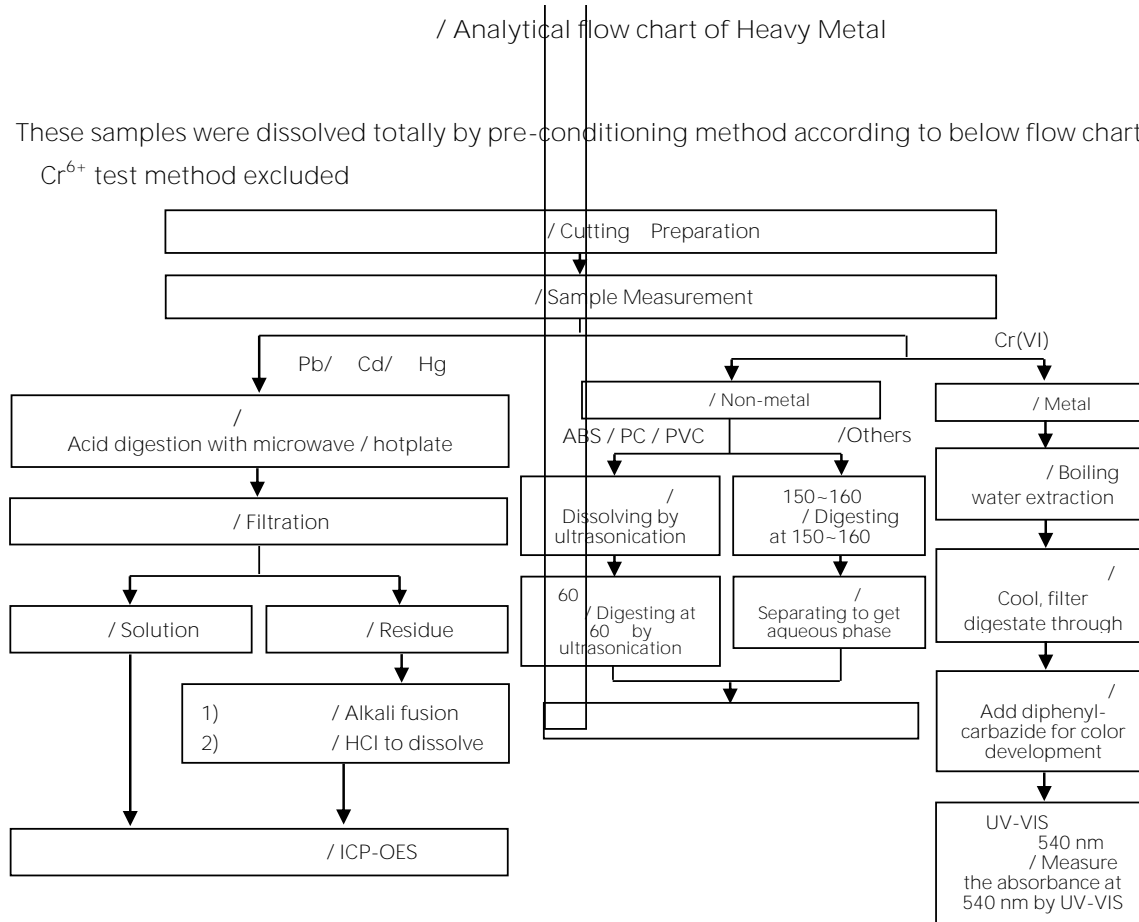 / Analytical flow chart of Heavy Metal
These samples were dissolved totally by pre-conditioning method according to below flow chart
Cr⁶⁺ test method excluded
/ Cutting Preparation
/ Sample Measurement
Pb/ Cd/ Hg
Cr(VI)
/
Acid digestion with microwave / hotplate
/ Filtration
/ Solution
/ Residue
1) / Alkali fusion
2) / HCl to dissolve
/ ICP-OES
/ Non-metal
ABS / PC / PVC
/Others
/
Dissolving by
ultrasonication
60
/ Digesting at
60 by
ultrasonication
150~160
/ Digesting
at 150~160
/
Separating to get
aqueous phase
/ Metal
/ Boiling
water extraction
/
Cool, filter
digestate through
/
Add diphenyl-
carbazide for color
development
UV-VIS
540 nm
/ Measure
the absorbance at
540 nm by UV-VIS